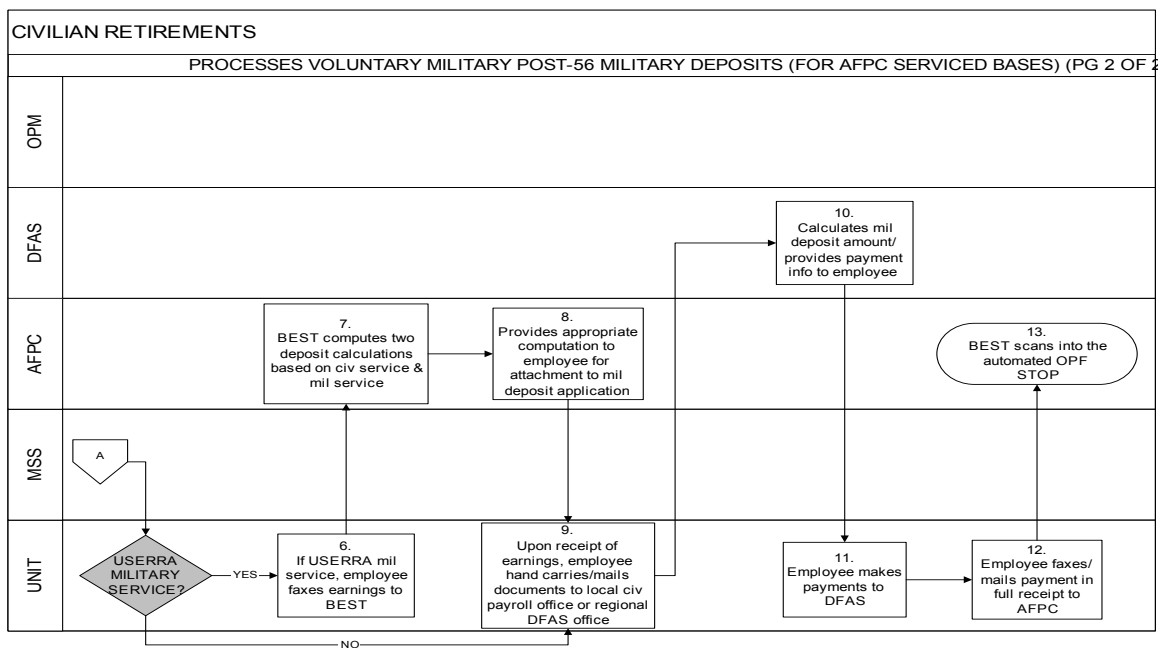 CIVILIAN RETIREMENTS
PROCESSES VOLUNTARY MILITARY POST-56 MILITARY DEPOSITS (FOR AFPC SERVICED BASES) (PG 2 OF 2
OPM
DFAS
10.
Calculates mil
deposit amount/
provides payment
info to employee
AFPC
7.
BEST computes two
deposit calculations
based on civ service &
mil service
8.
Provides appropriate
computation to
employee for
attachment to mil
deposit application
13.
BEST scans into the
automated OPF
STOP
MSS
A
UNIT
USERRA
MILITARY
SERVICE?
YES
NO
6.
If USERRA mil
service, employee
faxes earnings to
BEST
9.
Upon receipt of
earnings, employee
hand carries/mails
documents to local civ
payroll office or regional
DFAS office
11.
Employee makes
payments to
DFAS
12.
Employee faxes/
mails payment in
full receipt to
AFPC